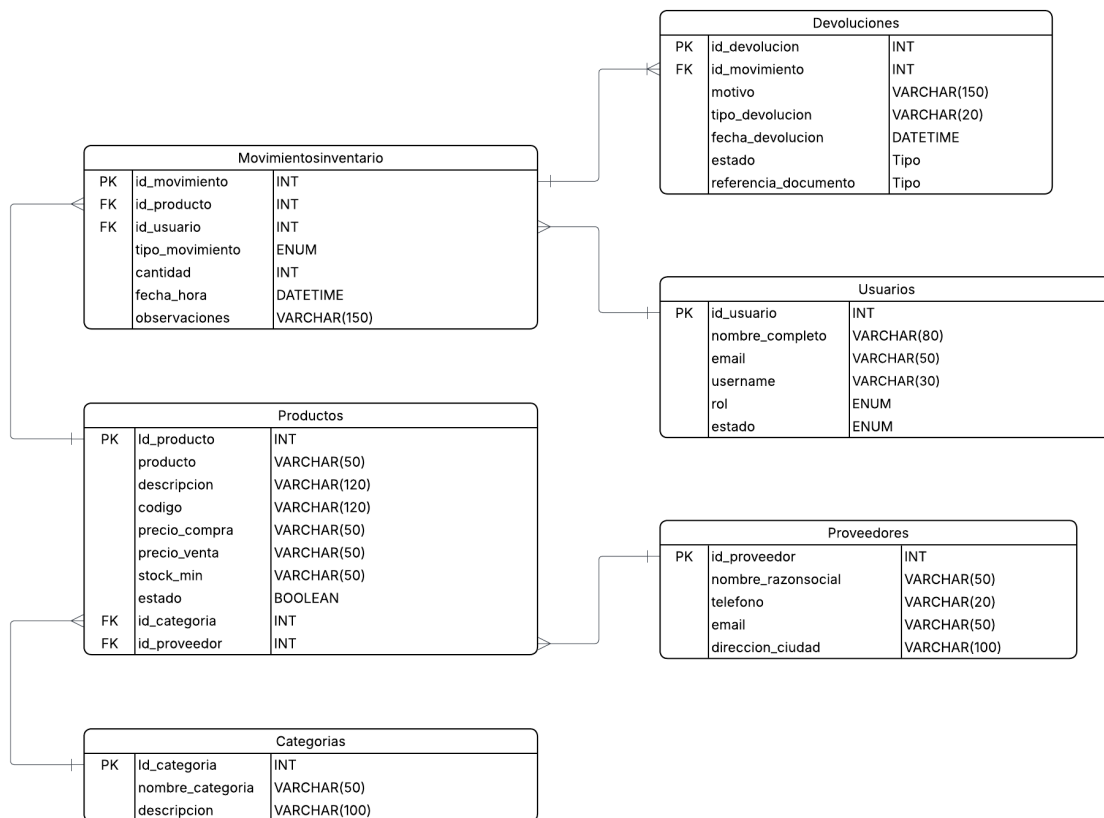 Devoluciones
PK id_devolucion INT
FK id_movimiento INT
motivo VARCHAR(150)
tipo_devolucion VARCHAR(20)
fecha_devolucion DATETIME
estado Tipo
referencia_documento Tipo
Movimientosinventario
PK id_movimiento INT
FK id_producto INT
FK id_usuario INT
tipo_movimiento ENUM
cantidad INT
fecha_hora DATETIME
observaciones VARCHAR(150)
Usuarios
PK id_usuario INT
nombre_completo VARCHAR(80)
email VARCHAR(50)
username VARCHAR(30)
rol ENUM
estado ENUM
Productos
PK Id_producto INT
producto VARCHAR(50)
descripcion VARCHAR(120)
codigo VARCHAR(120)
precio_compra VARCHAR(50)
precio_venta VARCHAR(50)
stock_min VARCHAR(50)
estado BOOLEAN
FK id_categoria INT
FK id_proveedor INT
Proveedores
PK id_proveedor INT
nombre_razonsocial VARCHAR(50)
telefono VARCHAR(20)
email VARCHAR(50)
direccion_ciudad VARCHAR(100)
Categorias
PK Id_categoria INT
nombre_categoria VARCHAR(50)
descripcion VARCHAR(100)